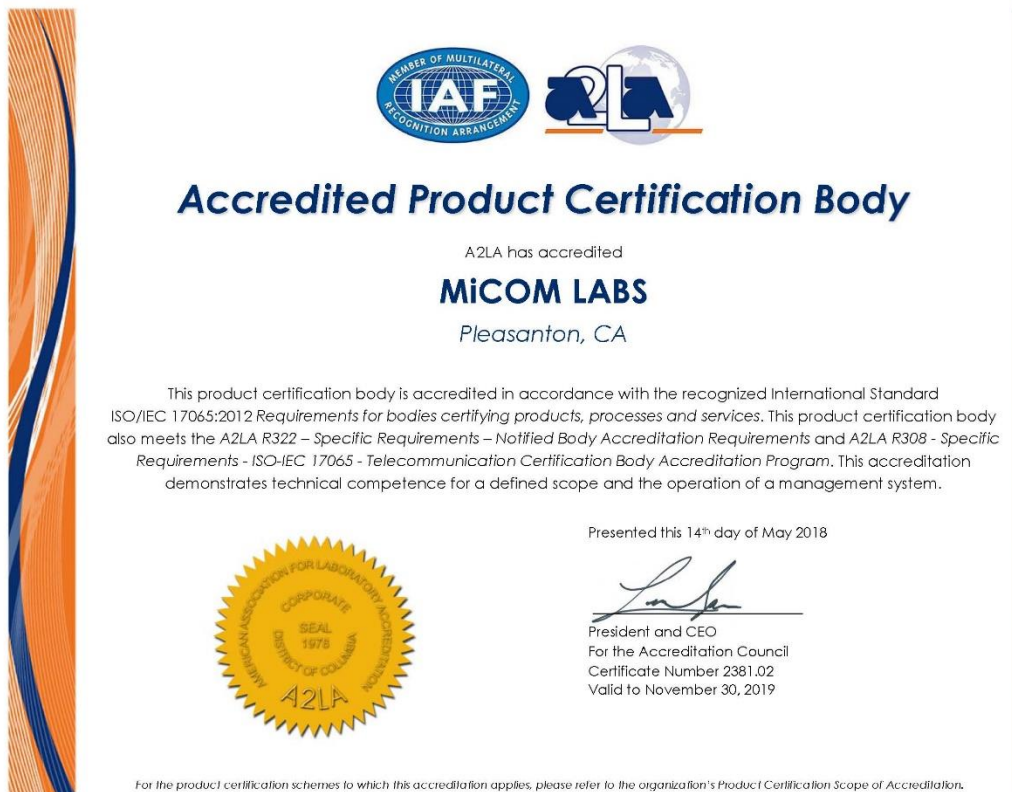 MEMBER OF MULTILATERAL
IAF
RECOGNITION ARRANGEMENT
A2LA
Accredited Product Certification Body
A2LA has accredited
MiCOM LABS
Pleasanton, CA
This product certification body is accredited in accordance with the recognized International Standard
ISO/IEC 17065:2012 Requirements for bodies certifying products, processes and services. This product certification body
also meets the A2LA R322 – Specific Requirements – Notified Body Accreditation Requirements and A2LA R308 - Specific
Requirements - ISO-IEC 17065 - Telecommunication Certification Body Accreditation Program. This accreditation
demonstrates technical competence for a defined scope and the operation of a management system.
Presented this 14th day of May 2018
AMERICAN ASSOCIATION FOR LABORATORY ACCREDITATION
CORPORATE
SEAL
1978
DISTRICT OF COLUMBIA
A2LA
President and CEO
For the Accreditation Council
Certificate Number 2381.02
Valid to November 30, 2019
For the product certification schemes to which this accreditation applies, please refer to the organization's Product Certification Scope of Accreditation.